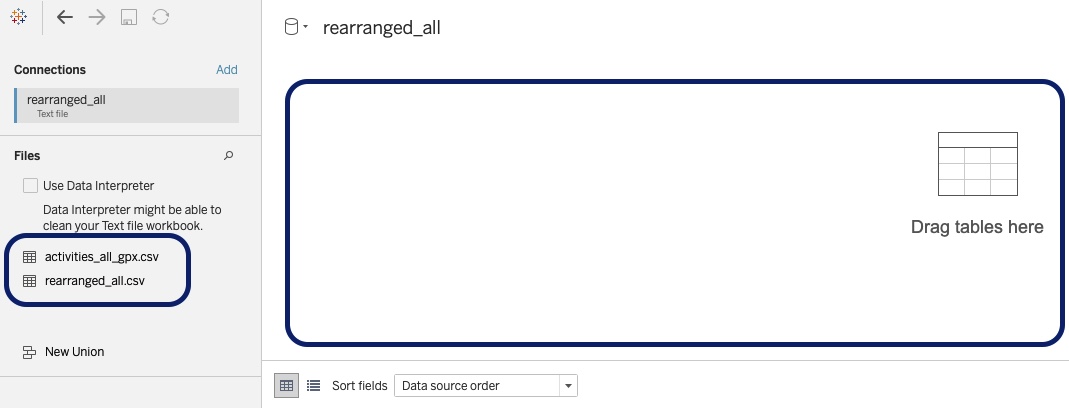 rearranged_all
Connections
Add
rearranged_all
Text file
Files
Use Data Interpreter
Data Interpreter might be able to
clean your Text file workbook.
activities_all_gpx.csv
rearranged_all.csv
New Union
Drag tables here
Sort fields
Data source order